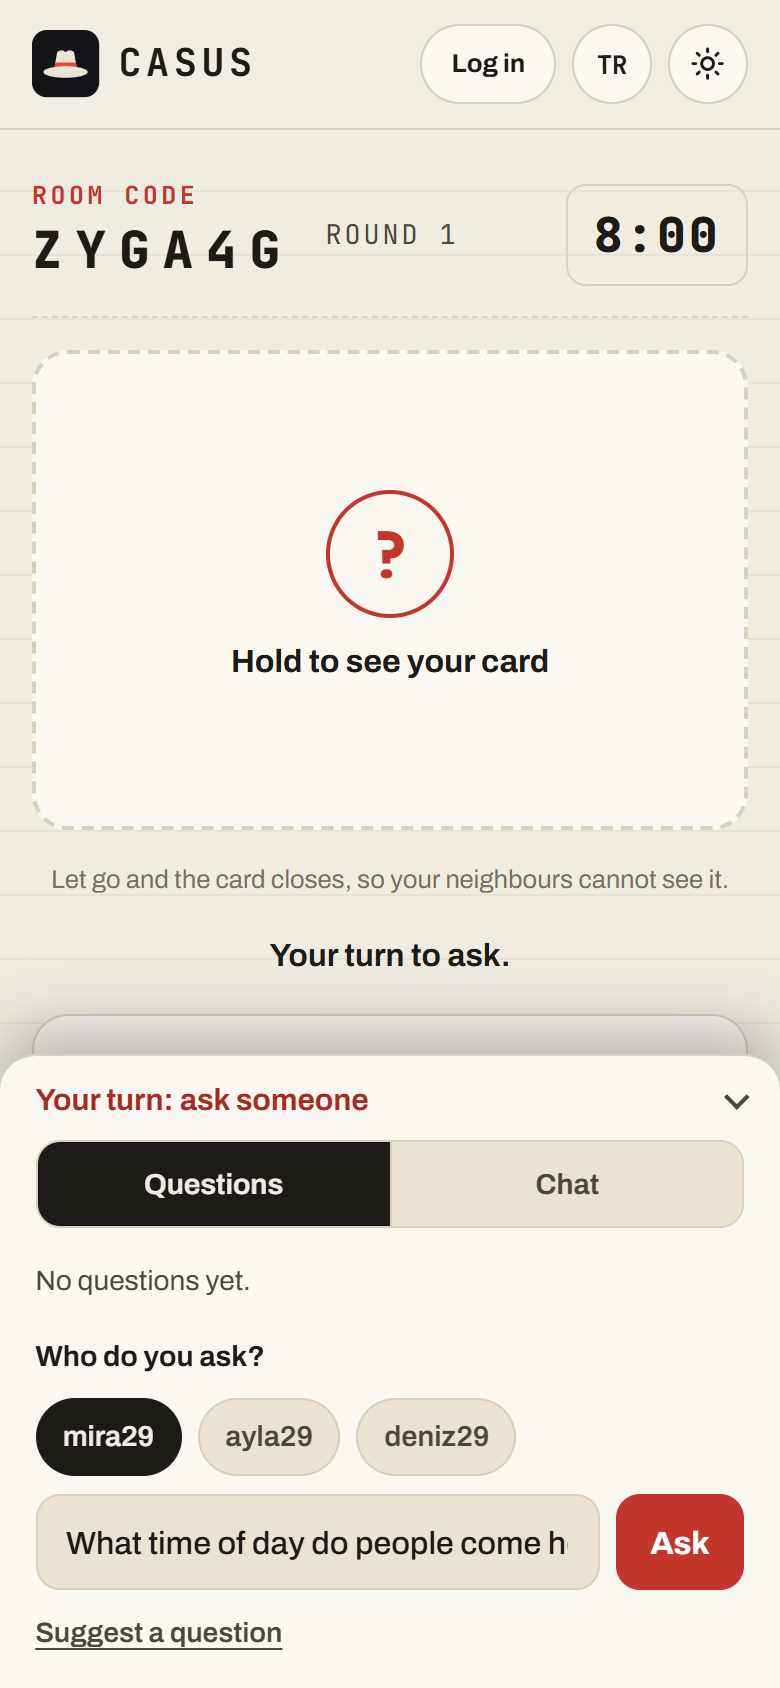 CASUS
Log in
TR
ROOM CODE
ZYGA4G
ROUND 1
8:00
?
Hold to see your card
Let go and the card closes, so your neighbours cannot see it.
Your turn to ask.
Your turn: ask someone
Questions
Chat
No questions yet.
Who do you ask?
mira29
ayla29
deniz29
What time of day do people come
Ask
Suggest a question